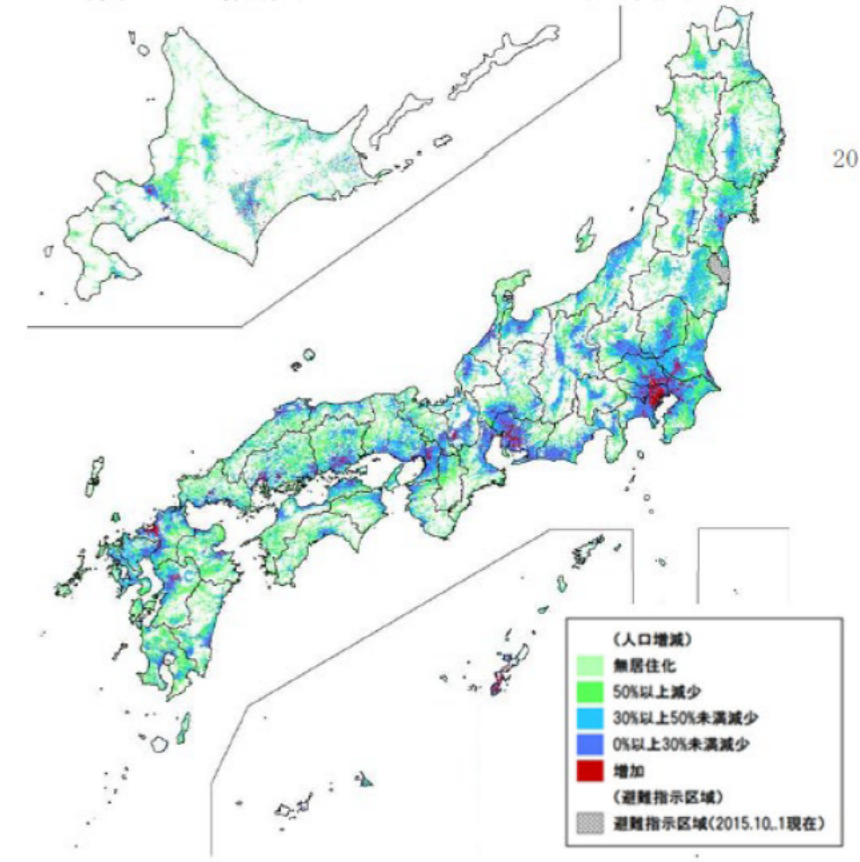 20
(人口増減)
無居住化
50%以上減少
30%以上50%未満減少
0%以上30%未満減少
増加
(避難指示区域)
避難指示区域(2015.10..1現在)